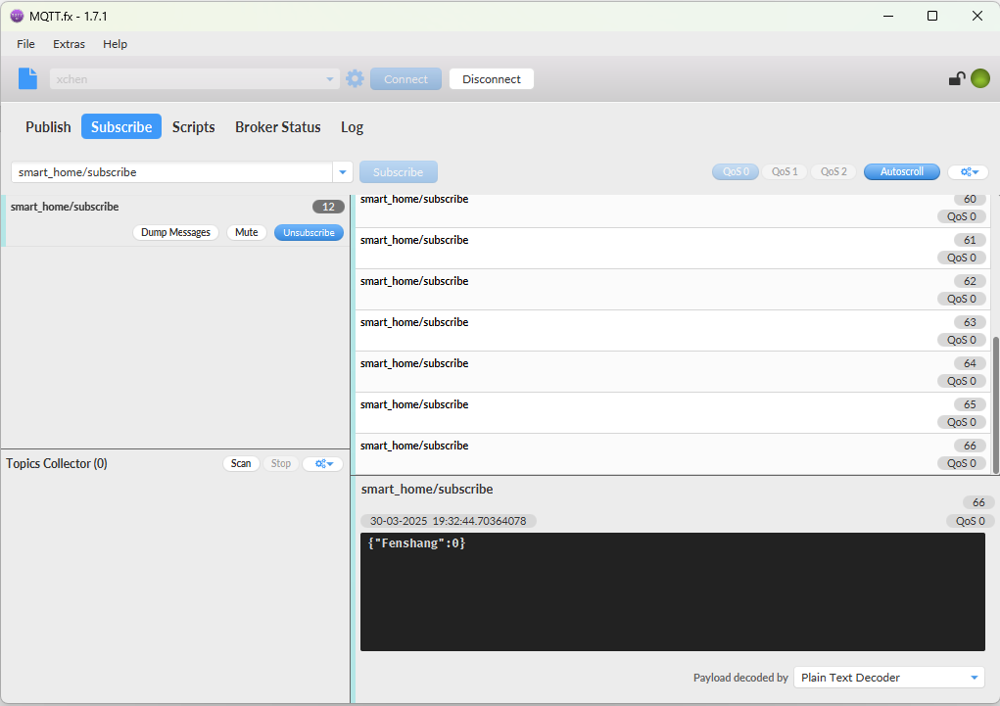 MQTT.fx - 1.7.1
File Extras Help
xchen Connect Disconnect
Publish Subscribe Scripts Broker Status Log
smart_home/subscribe Subscribe QoS 0 QoS 1 QoS 2 Autoscroll
smart_home/subscribe 12
Dump Messages Mute Unsubscribe
smart_home/subscribe 60
QoS 0
smart_home/subscribe 61
QoS 0
smart_home/subscribe 62
QoS 0
smart_home/subscribe 63
QoS 0
smart_home/subscribe 64
QoS 0
smart_home/subscribe 65
QoS 0
smart_home/subscribe 66
QoS 0
Topics Collector (0) Scan Stop
smart_home/subscribe
66
30-03-2025 19:32:44.70364078 QoS 0
{"Fenshang":0}
Payload decoded by Plain Text Decoder